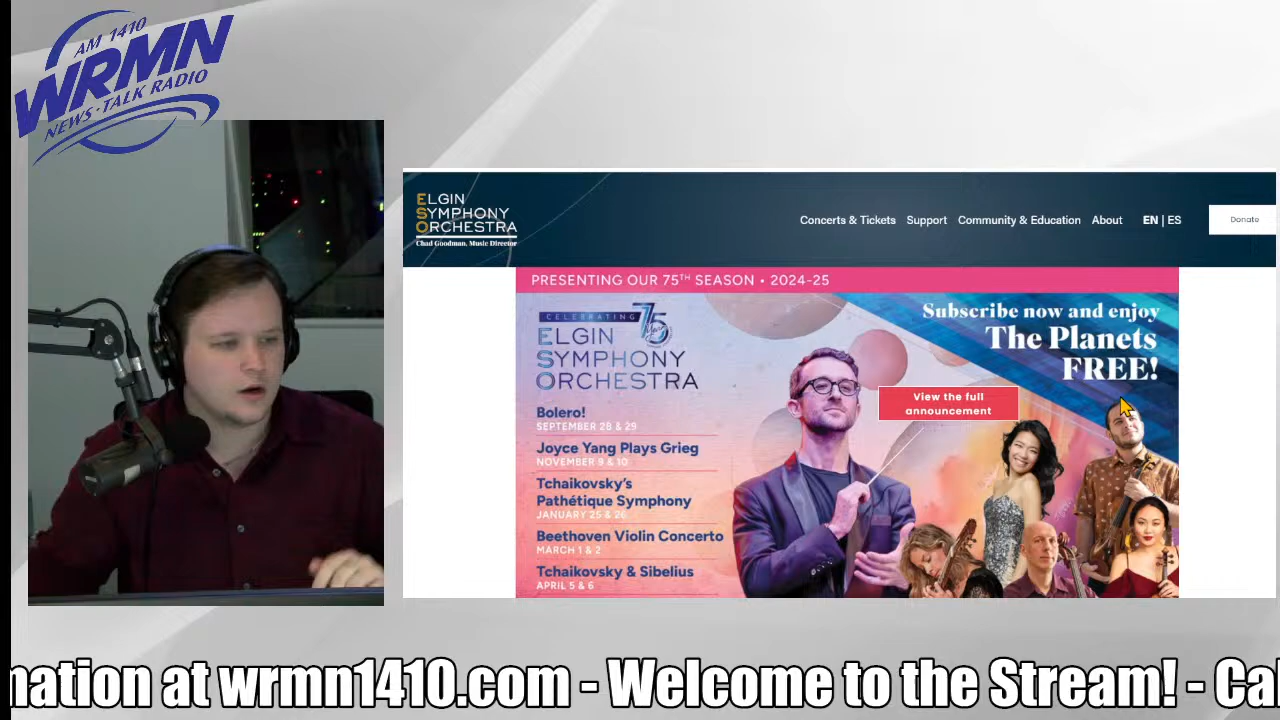 AM 1410
WRMN
NEWS·TALK RADIO
ELGIN
SYMPHONY
ORCHESTRA
Chad Goodman, Music Director
Concerts & Tickets Support Community & Education About EN | ES Donate
PRESENTING OUR 75TH SEASON • 2024-25
CELEBRATING 75
ELGIN
SYMPHONY
ORCHESTRA
Bolero!
SEPTEMBER 28 & 29
Joyce Yang Plays Grieg
NOVEMBER 9 & 10
Tchaikovsky's
Pathétique Symphony
JANUARY 25 & 26
Beethoven Violin Concerto
MARCH 1 & 2
Tchaikovsky & Sibelius
APRIL 5 & 6
Subscribe now and enjoy
The Planets
FREE!
View the full
announcement
mation at wrmn1410.com - Welcome to the Stream! - Cal